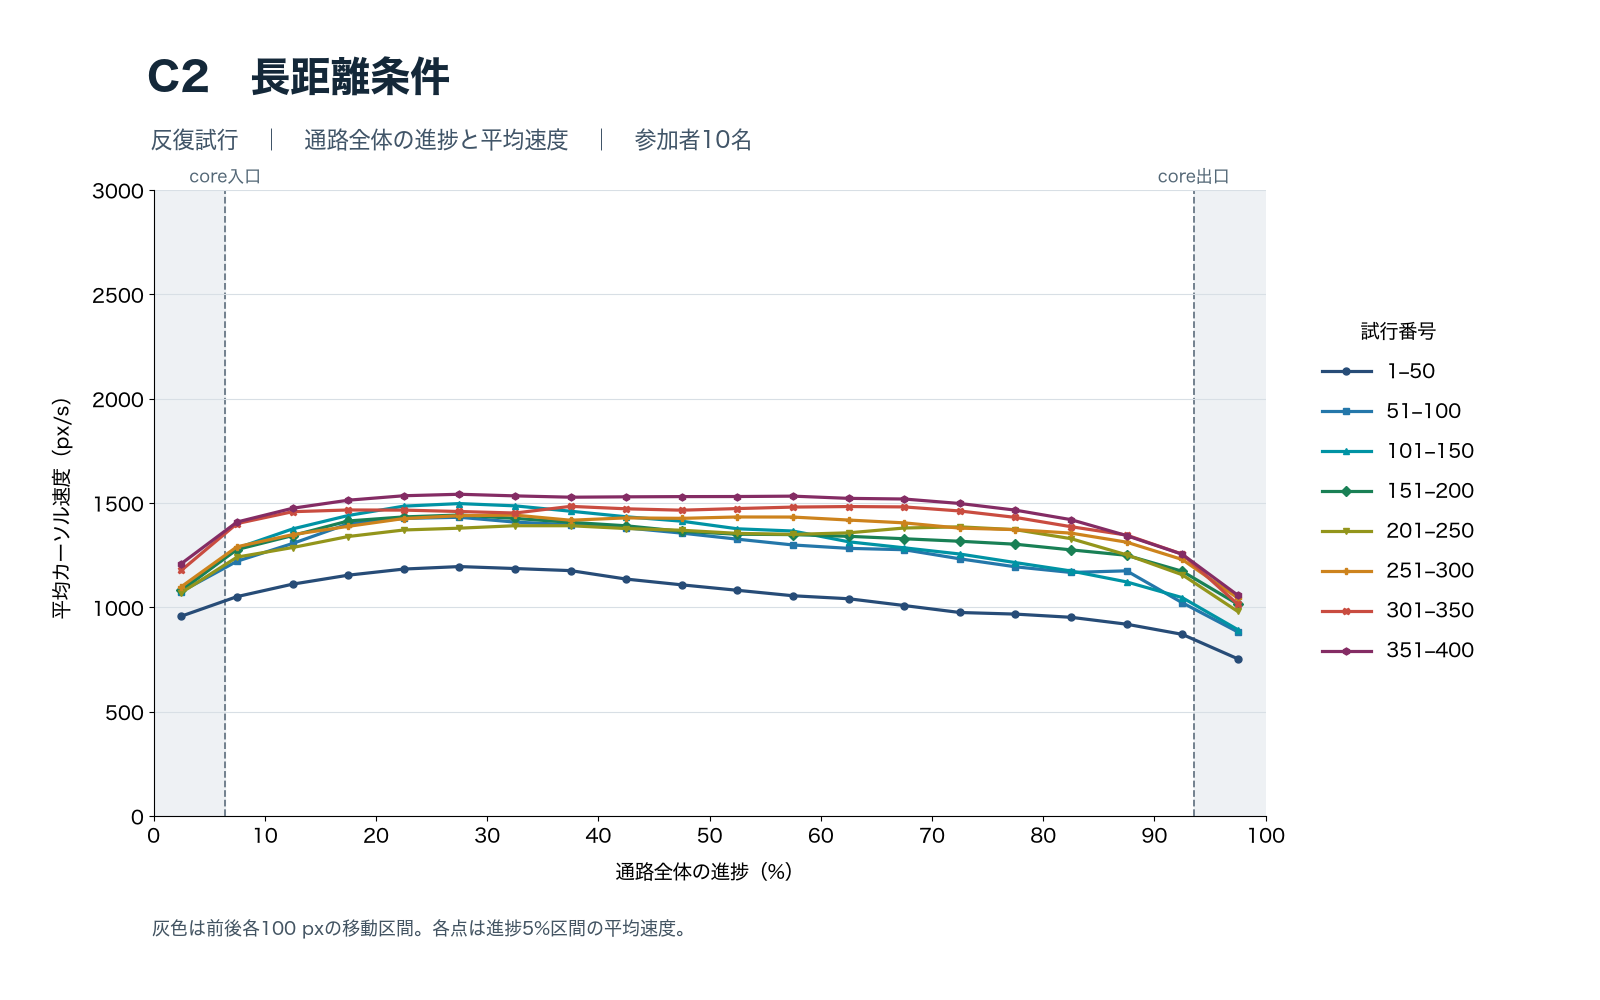 C2　長距離条件
反復試行　｜　通路全体の進捗と平均速度　｜　参加者10名
core入口
core出口
3000
2500
2000
1500
1000
500
0
平均カーソル速度（px/s）
0 10 20 30 40 50 60 70 80 90 100
通路全体の進捗（%）
試行番号
1–50
51–100
101–150
151–200
201–250
251–300
301–350
351–400
灰色は前後各100 pxの移動区間。各点は進捗5%区間の平均速度。